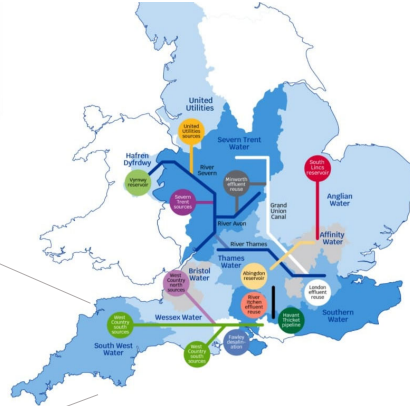 United
Utilities
United
utilities
sources
Severn Trent
Water
Hafren
Dyfrdwy
River
Severn
South
Lincs
reservoir
Vyrnwy
reservoir
Minworth
effluent
reuse
Severn
Trent
sources
Anglian
Water
Grand
Union
Canal
River Avon
Affinity
Water
River Thames
Thames
Water
Bristol
Water
Abingdon
reservoir
West
Country
north
sources
London
effluent
reuse
River
Itchen
effluent
reuse
Havant
Thicket
pipeline
Southern
Water
West
Country
south
sources
Wessex Water
South West
Water
West
Country
south
sources
Fawley
desalin-
ation